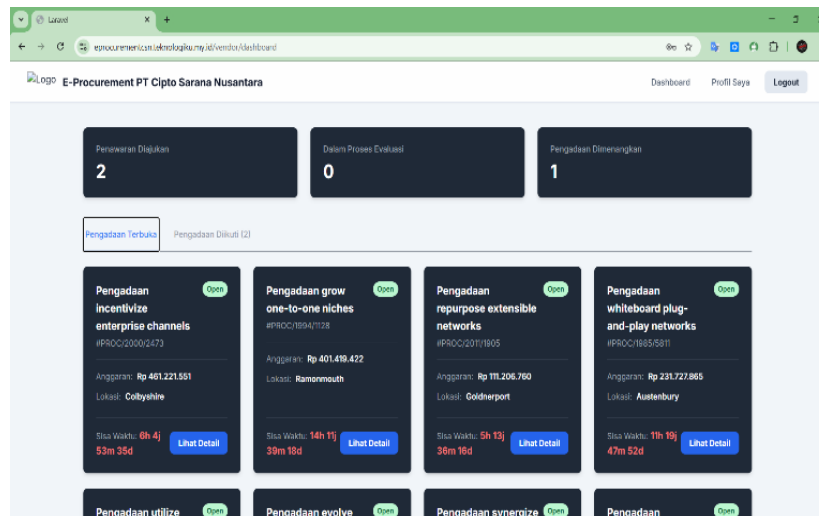 Laravel
eprocurementcsn.teknologiku.my.id/vendor/dashboard
Logo E-Procurement PT Cipto Sarana Nusantara
Dashboard Profil Saya Logout
Penawaran Diajukan
2
Dalam Proses Evaluasi
0
Pengadaan Dimenangkan
1
Pengadaan Terbuka Pengadaan Diikuti (2)
Pengadaan
incentivize
enterprise channels
Open
#PROC/2000/2473
Anggaran: Rp 461.221.551
Lokasi: Colbyshire
Sisa Waktu: 6h 4j
53m 35d
Lihat Detail
Pengadaan grow
one-to-one niches
Open
#PROC/1994/1128
Anggaran: Rp 401.419.422
Lokasi: Ramonmouth
Sisa Waktu: 14h 11j
39m 18d
Lihat Detail
Pengadaan
repurpose extensible
networks
Open
#PROC/2011/1905
Anggaran: Rp 111.206.760
Lokasi: Goldnerport
Sisa Waktu: 5h 13j
36m 16d
Lihat Detail
Pengadaan
whiteboard plug-
and-play networks
Open
#PROC/1985/5811
Anggaran: Rp 231.727.865
Lokasi: Austenbury
Sisa Waktu: 11h 19j
47m 52d
Lihat Detail
Pengadaan utilize
Open
Pengadaan evolve
Open
Pengadaan synergize
Open
Pengadaan
Open